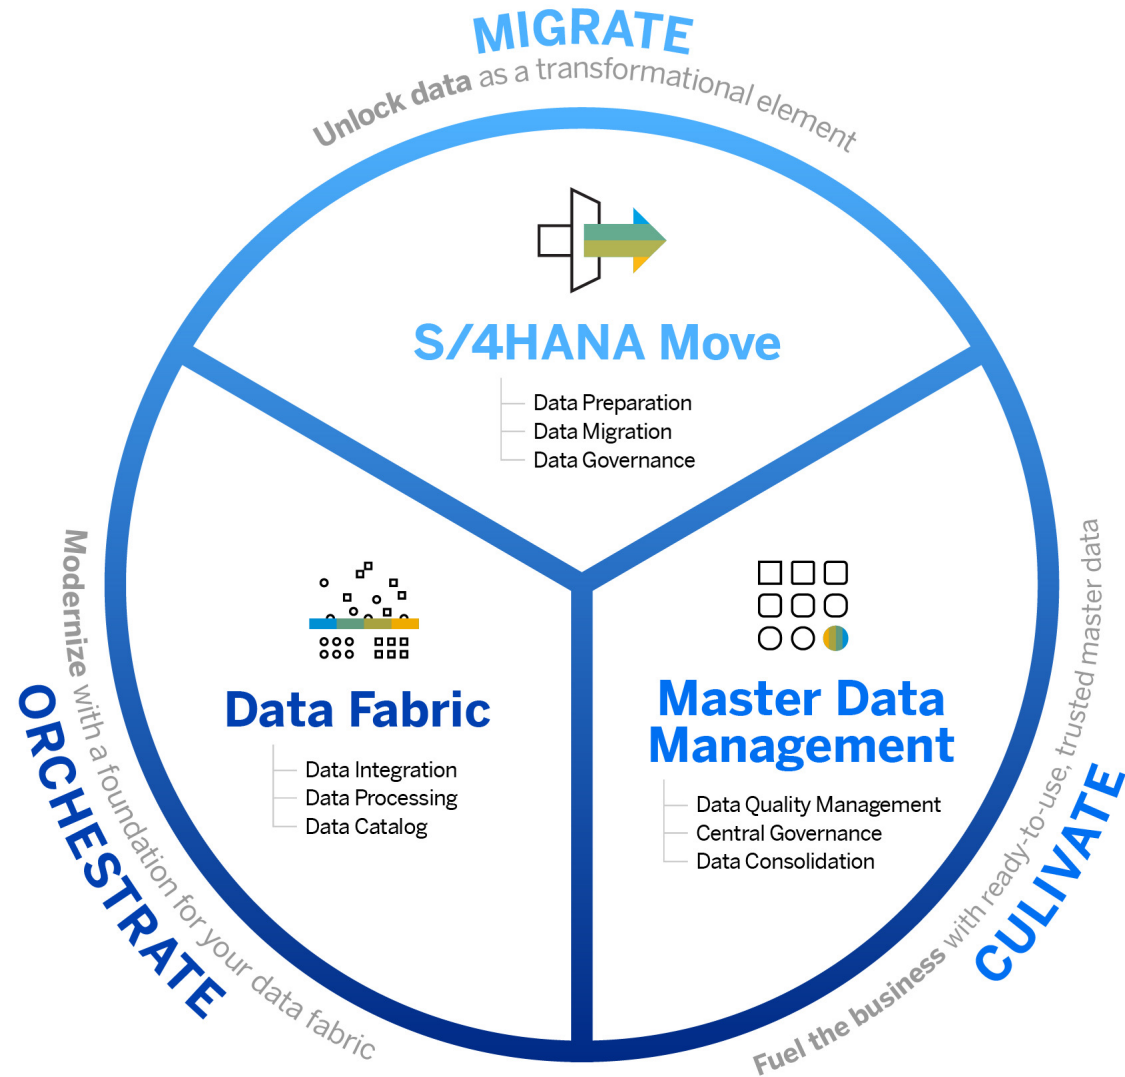 MIGRATE
Unlock data as a transformational element
S/4HANA Move
Data Preparation
Data Migration
Data Governance
Modernize with a foundation for your data fabric
ORCHESTRATE
Data Fabric
Data Integration
Data Processing
Data Catalog
Master Data
Management
Data Quality Management
Central Governance
Data Consolidation
Fuel the business with ready-to-use, trusted master data
CULIVATE